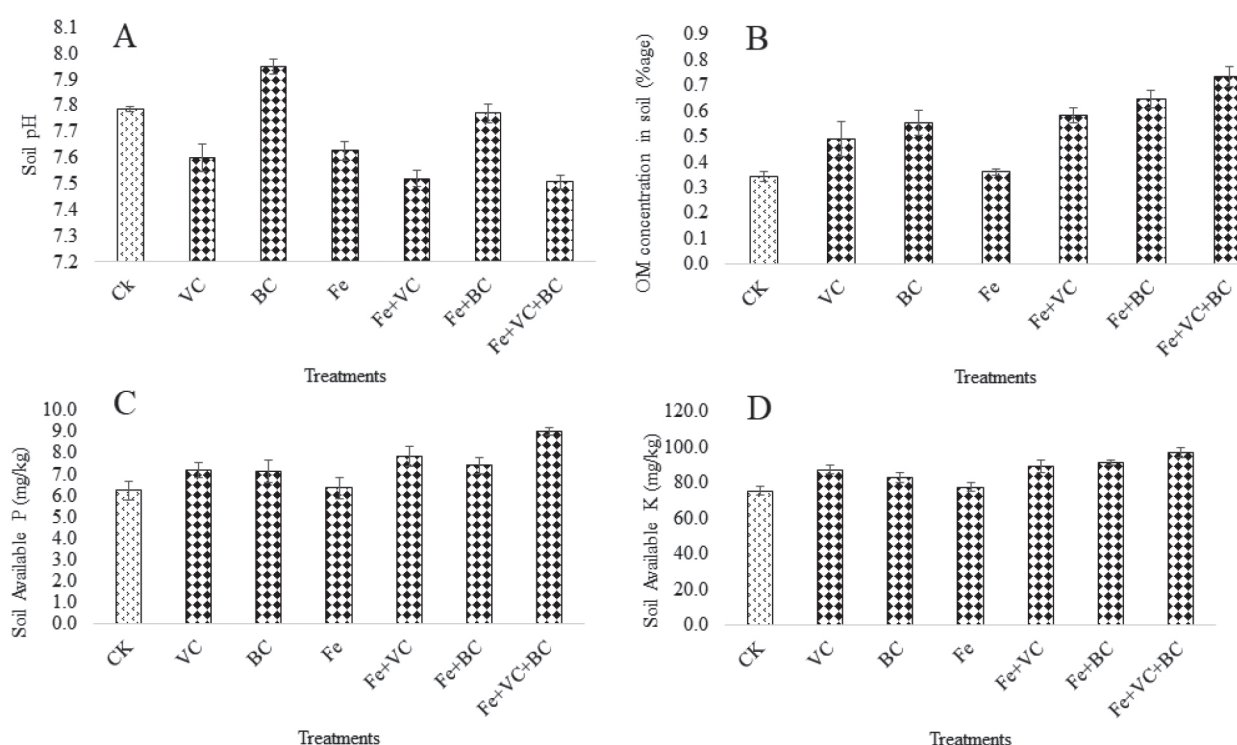 A
Soil pH
8.1
8.0
7.9
7.8
7.7
7.6
7.5
7.4
7.3
7.2
Ck
VC
BC
Fe
Fe+VC
Fe+BC
Fe+VC+BC
Treatments
B
OM concentration in soil (%age)
0.9
0.8
0.7
0.6
0.5
0.4
0.3
0.2
0.1
0.0
CK
VC
BC
Fe
Fe+VC
Fe+BC
Fe+VC+BC
Treatments
C
Soil Available P (mg/kg)
10.0
9.0
8.0
7.0
6.0
5.0
4.0
3.0
2.0
1.0
0.0
CK
VC
BC
Fe
Fe+VC
Fe+BC
Fe+VC+BC
Treatments
D
Soil Available K (mg/kg)
120.0
100.0
80.0
60.0
40.0
20.0
0.0
CK
VC
BC
Fe
Fe+VC
Fe+BC
Fe+VC+BC
Treatments